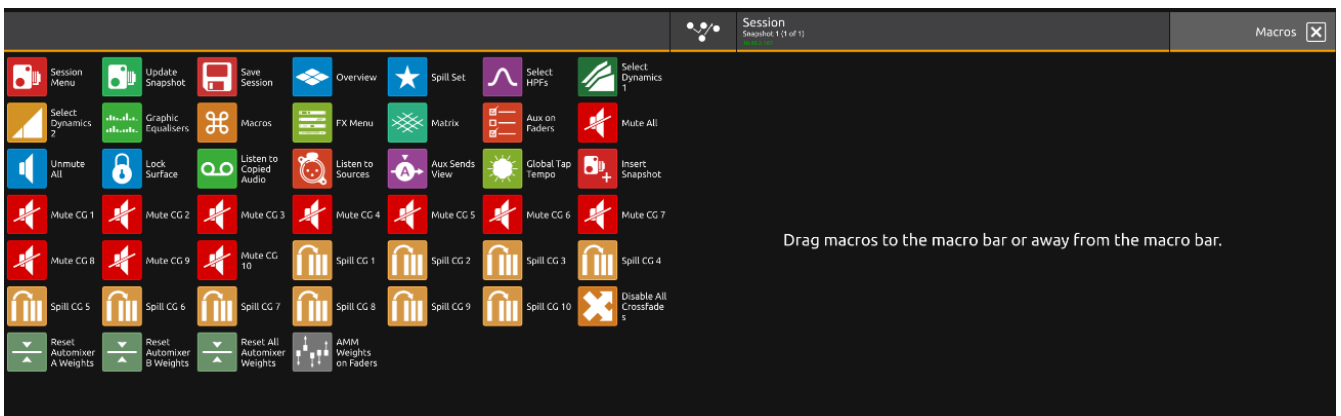 Session
Snapshot 1 (1 of 1)
Macros
Session
Menu
Update
Snapshot
Save
Session
Overview
Spill Set
Select
HPFs
Select
Dynamics
1
Select
Dynamics
2
Graphic
Equalisers
Macros
FX Menu
Matrix
Aux on
Faders
Mute All
Unmute
All
Lock
Surface
Listen to
Copied
Audio
Listen to
Sources
A
Aux Sends
View
Global Tap
Tempo
Insert
Snapshot
Mute CG 1
Mute CG 2
Mute CG 3
Mute CG 4
Mute CG 5
Mute CG 6
Mute CG 7
Mute CG 8
Mute CG 9
Mute CG
10
Spill CG 1
Spill CG 2
Spill CG 3
Spill CG 4
Spill CG 5
Spill CG 6
Spill CG 7
Spill CG 8
Spill CG 9
Spill CG 10
Disable All
Crossfade
s
Reset
Automixer
A Weights
Reset
Automixer
B Weights
Reset All
Automixer
Weights
AMM
Weights
on Faders
Drag macros to the macro bar or away from the macro bar.